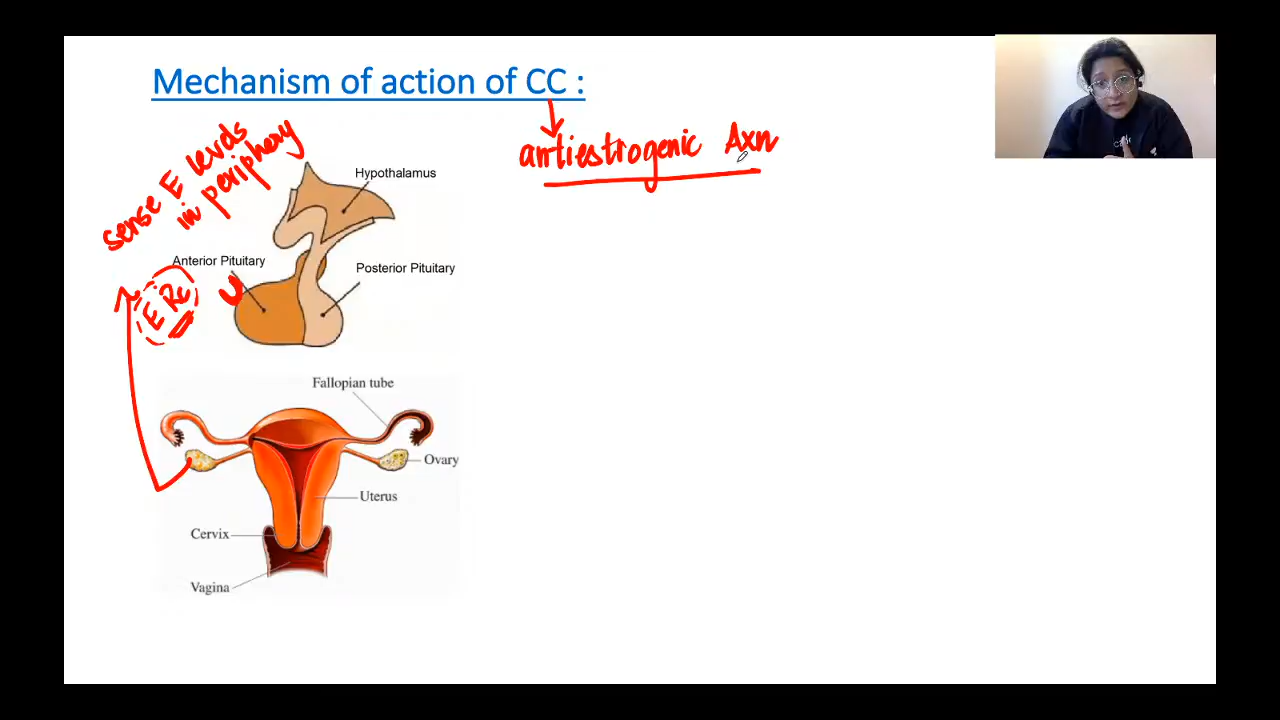 Mechanism of action of CC :
antiestrogenic Axn
sense E levels
in periphery
Hypothalamus
Anterior Pituitary
Posterior Pituitary
E Rc
Fallopian tube
Ovary
Uterus
Cervix
Vagina